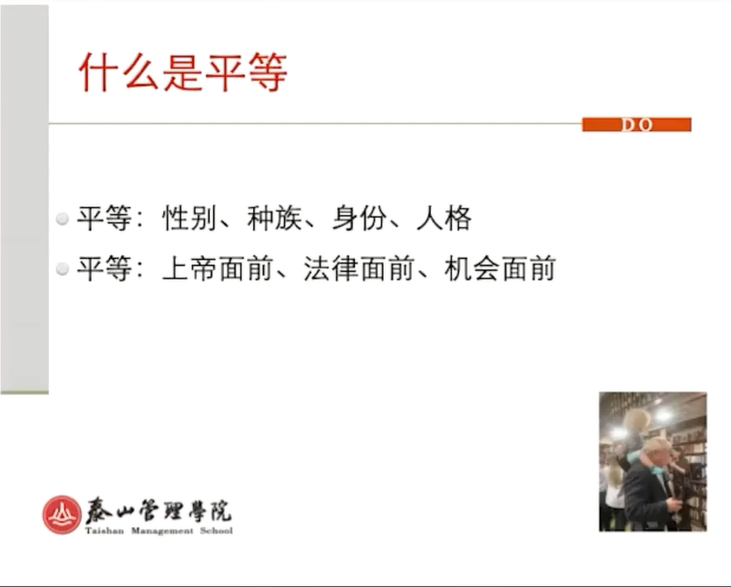 什么是平等
DO
平等：性别、种族、身份、人格
平等：上帝面前、法律面前、机会面前
泰山管理學院
Taishan Management School